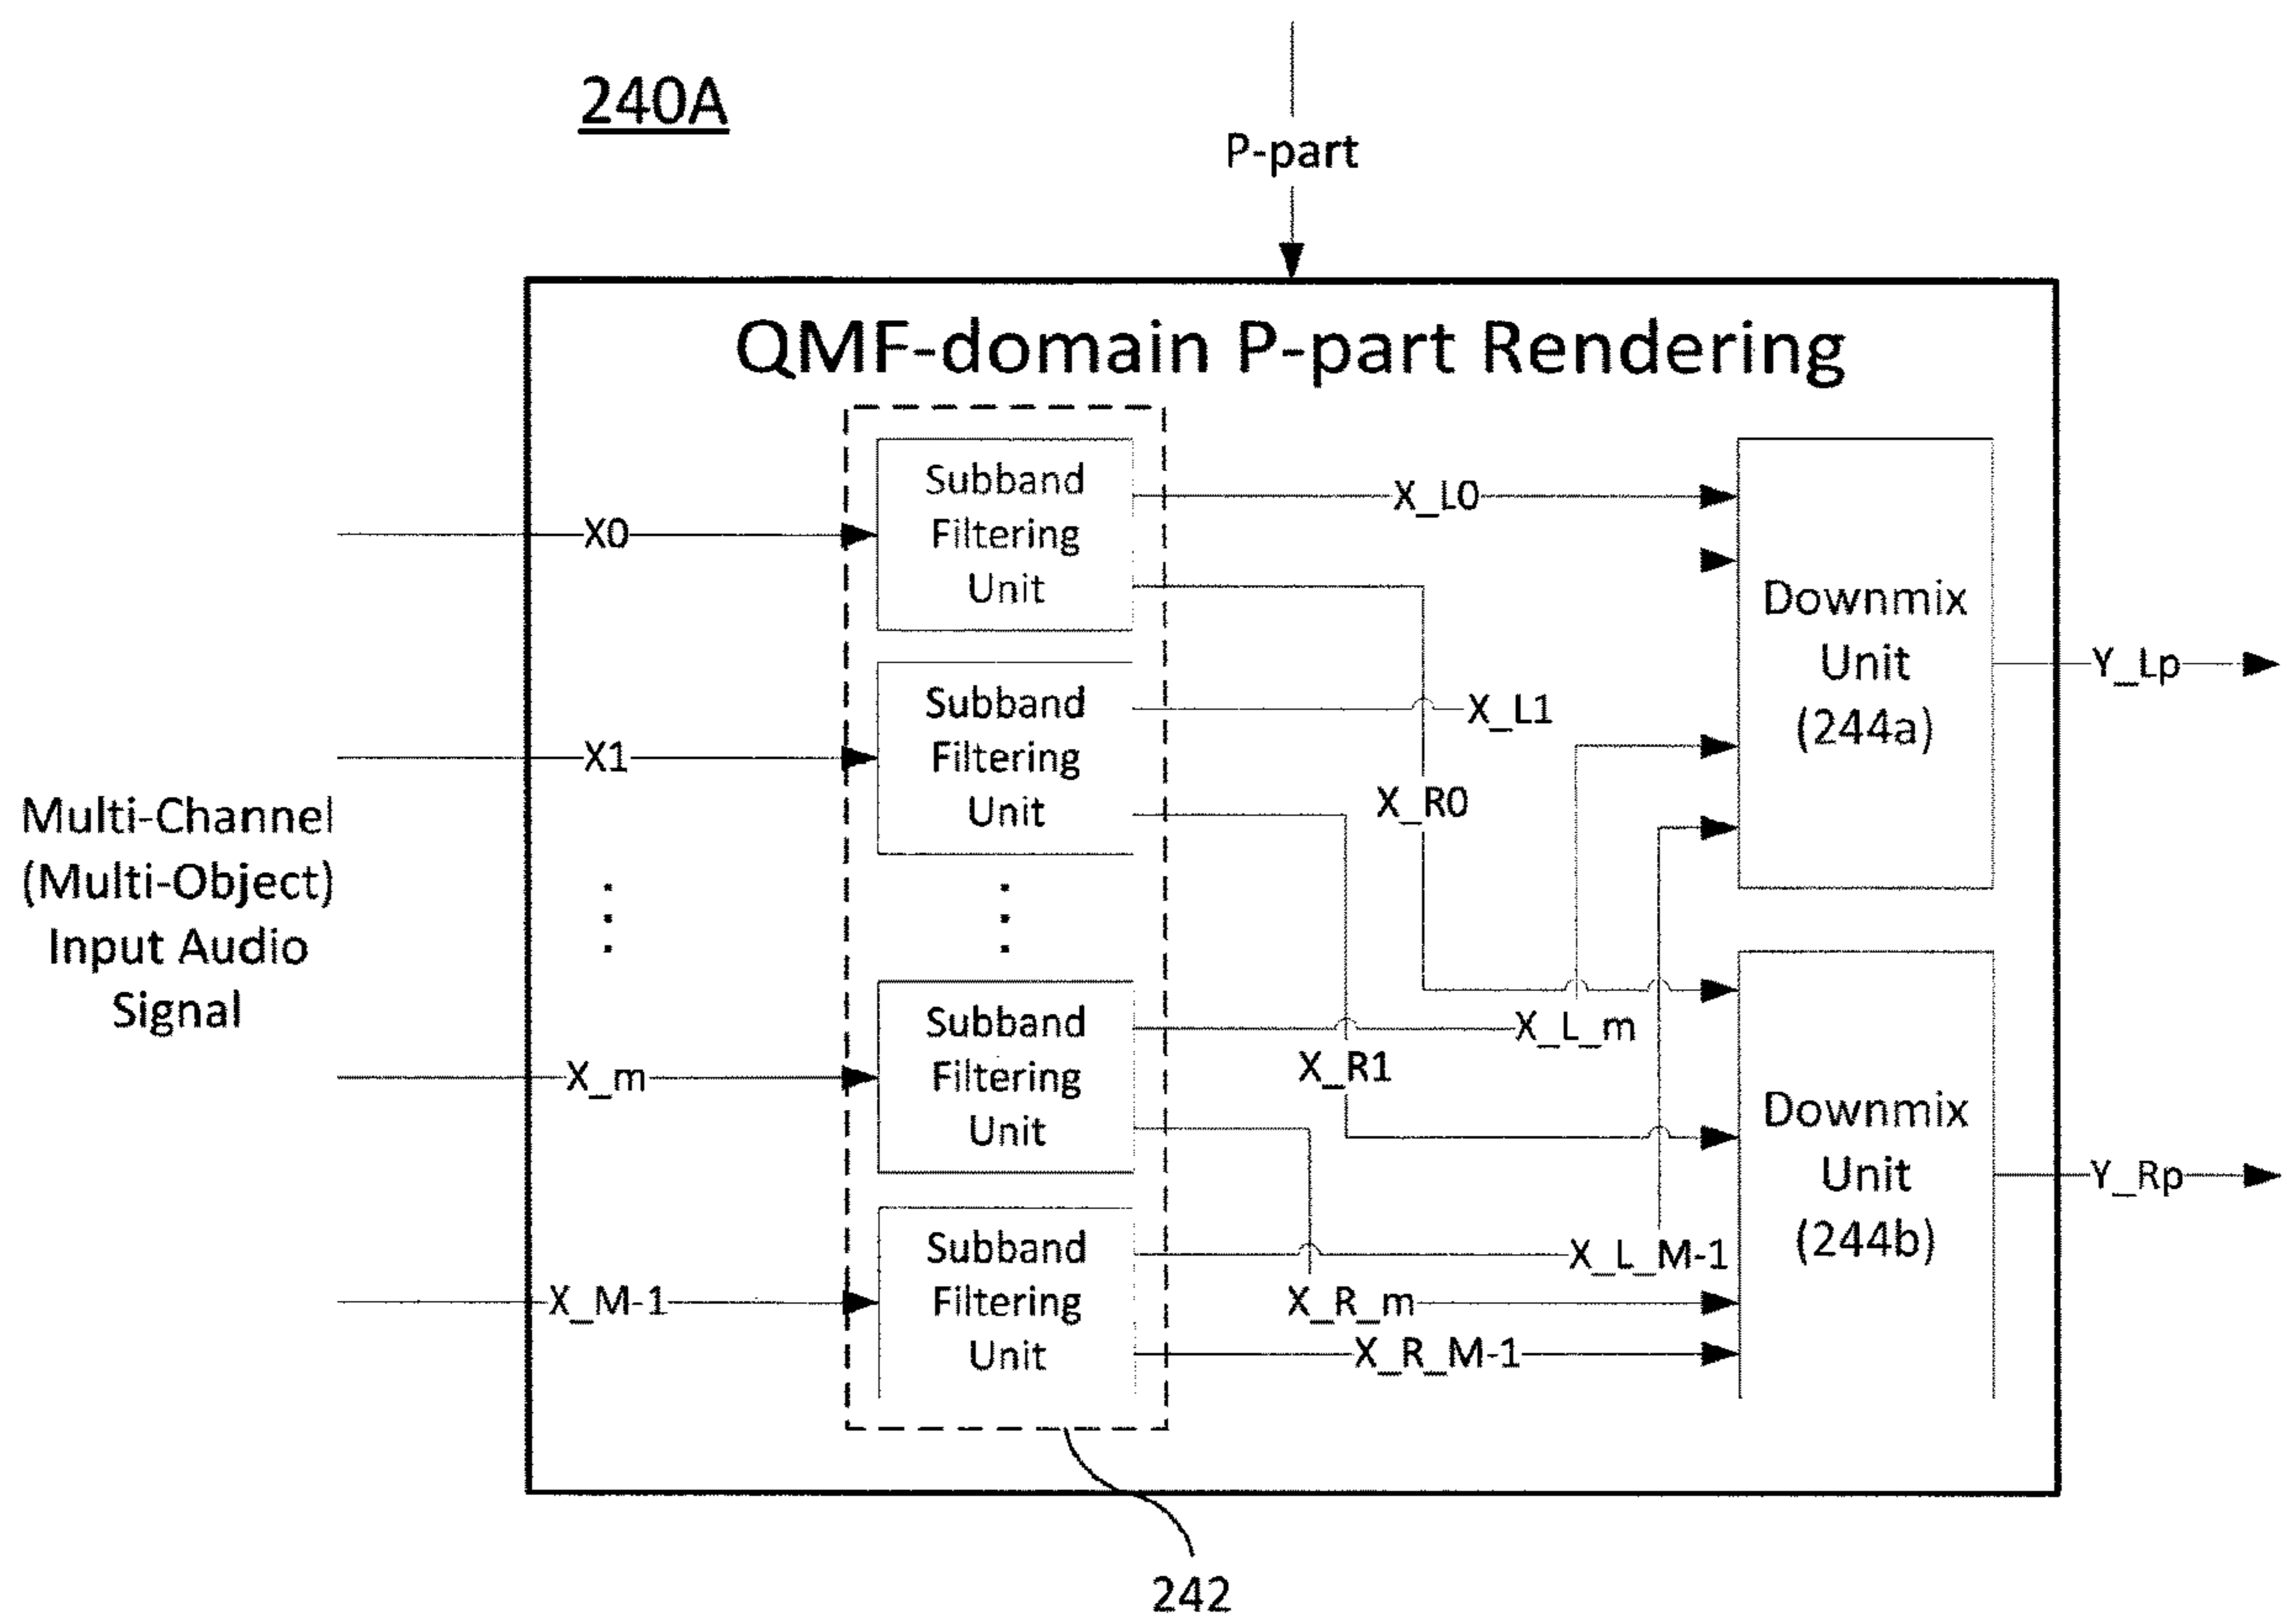 240A
P-part
QMF-domain P-part Rendering
Multi-Channel
(Multi-Object)
Input Audio
Signal
X0
X1
X_m
X_M-1
Subband
Filtering
Unit
Subband
Filtering
Unit
Subband
Filtering
Unit
Subband
Filtering
Unit
X_L0
X_L1
X_R0
X_L_m
X_R1
X_L_M-1
X_R_m
X_R_M-1
Downmix
Unit
(244a)
Downmix
Unit
(244b)
Y_Lp
Y_Rp
242